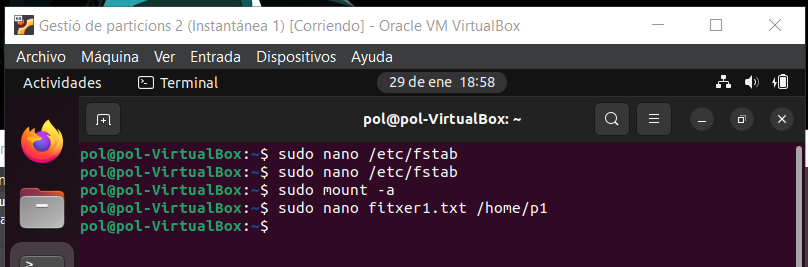 Gestió de particions 2 (Instantánea 1) [Corriendo] - Oracle VM VirtualBox
Archivo Máquina Ver Entrada Dispositivos Ayuda
Actividades Terminal 29 de ene 18:58
pol@pol-VirtualBox: ~
pol@pol-VirtualBox:~$ sudo nano /etc/fstab
pol@pol-VirtualBox:~$ sudo nano /etc/fstab
pol@pol-VirtualBox:~$ sudo mount -a
pol@pol-VirtualBox:~$ sudo nano fitxer1.txt /home/p1
pol@pol-VirtualBox:~$